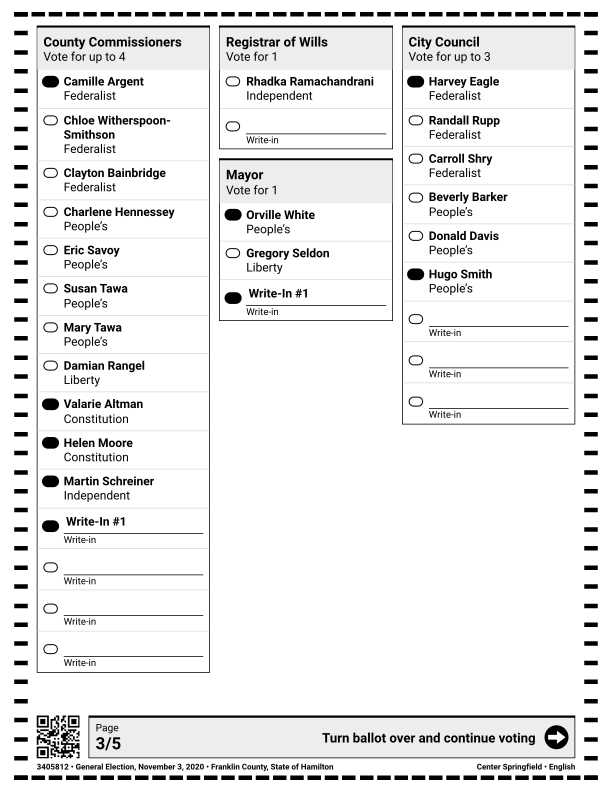 County Commissioners
Vote for up to 4
Camille Argent
Federalist
Chloe Witherspoon-
Smithson
Federalist
Clayton Bainbridge
Federalist
Charlene Hennessey
People's
Eric Savoy
People's
Susan Tawa
People's
Mary Tawa
People's
Damian Rangel
Liberty
Valarie Altman
Constitution
Helen Moore
Constitution
Martin Schreiner
Independent
Write-In #1
Write-in
Write-in
Write-in
Write-in
Registrar of Wills
Vote for 1
Rhadka Ramachandrani
Independent
Write-in
Mayor
Vote for 1
Orville White
People's
Gregory Seldon
Liberty
Write-In #1
Write-in
City Council
Vote for up to 3
Harvey Eagle
Federalist
Randall Rupp
Federalist
Carroll Shry
Federalist
Beverly Barker
People's
Donald Davis
People's
Hugo Smith
People's
Write-in
Write-in
Write-in
Page
3/5
Turn ballot over and continue voting
3405812 • General Election, November 3, 2020 • Franklin County, State of Hamilton
Center Springfield • English